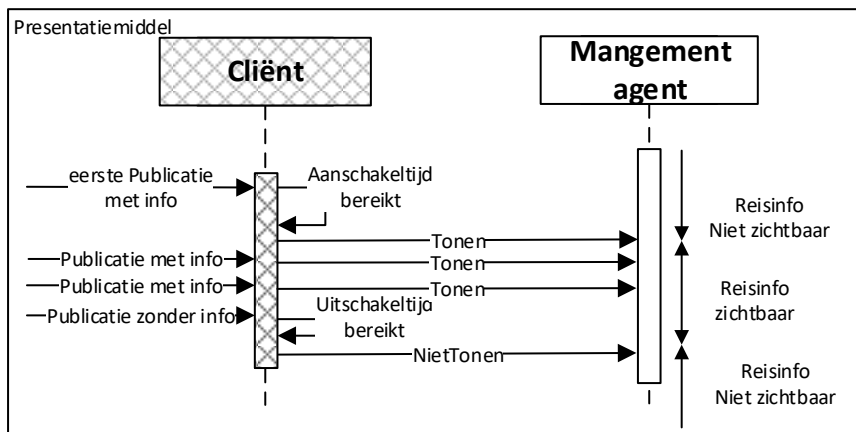 Presentatiemiddel
Cliënt
Mangement
agent
eerste Publicatie
met info
Aanschakeltijd
bereikt
Reisinfo
Niet zichtbaar
Tonen
Publicatie met info
Tonen
Publicatie met info
Tonen
Reisinfo
zichtbaar
Publicatie zonder info
Uitschakeltijd
bereikt
NietTonen
Reisinfo
Niet zichtbaar